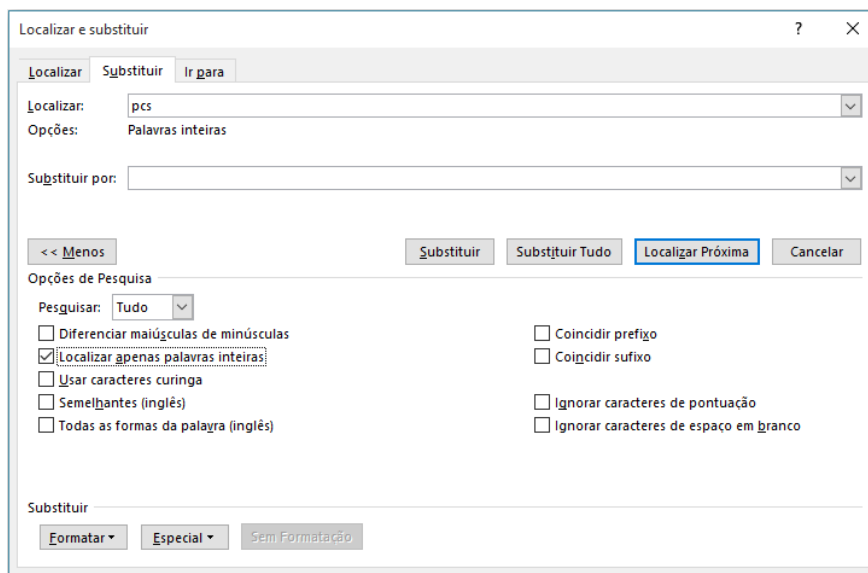 Localizar e substituir ?
Localizar Substituir Ir para
Localizar: pcs
Opções: Palavras inteiras
Substituir por:
<< Menos Substituir Substituir Tudo Localizar Próxima Cancelar
Opções de Pesquisa
Pesquisar: Tudo
Diferenciar maiúsculas de minúsculas Coincidir prefixo
Localizar apenas palavras inteiras Coincidir sufixo
Usar caracteres curinga
Semelhantes (inglês) Ignorar caracteres de pontuação
Todas as formas da palavra (inglês) Ignorar caracteres de espaço em branco
Substituir
Formatar Especial Sem Formatação